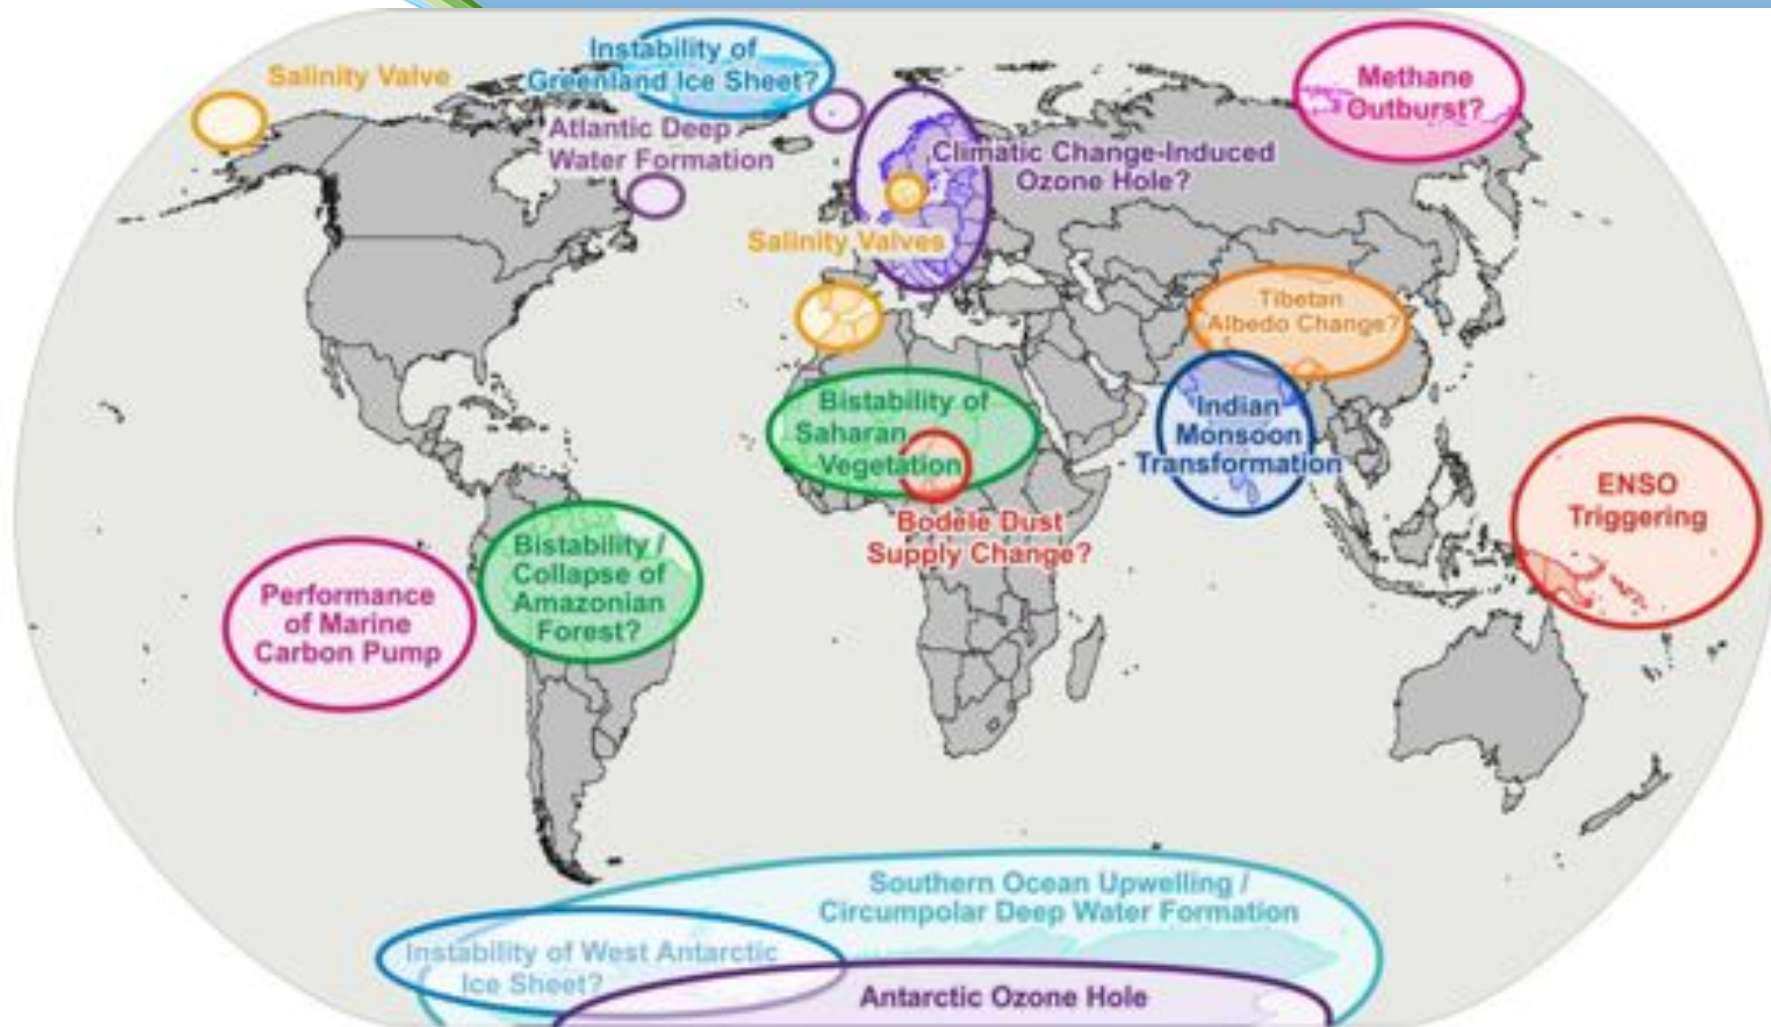 Salinity Valve
Instability of
Greenland Ice Sheet?
Methane
Outburst?
Atlantic Deep
Water Formation
Climatic Change-Induced
Ozone Hole?
Salinity Valves
Tibetan
Albedo Change?
Bistability of
Saharan
Vegetation
Indian
Monsoon
Transformation
ENSO
Triggering
Bodele Dust
Supply Change?
Bistability /
Collapse of
Amazonian
Forest?
Performance
of Marine
Carbon Pump
Southern Ocean Upwelling /
Circumpolar Deep Water Formation
Instability of West Antarctic
Ice Sheet?
Antarctic Ozone Hole